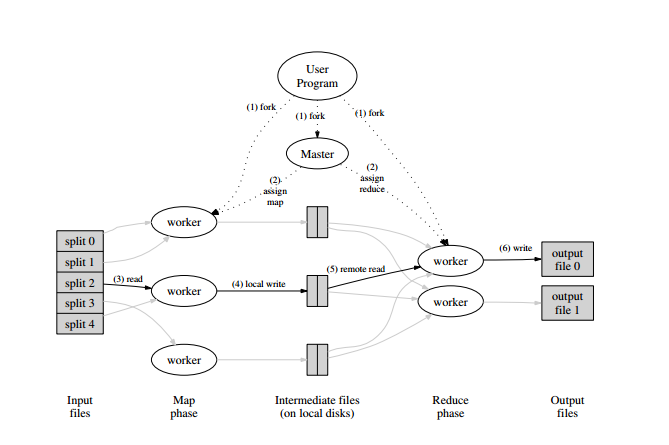 User
Program
(1) fork
(1) fork
(1) fork
Master
(2)
assign
map
(2)
assign
reduce
worker
split 0
split 1
split 2
split 3
split 4
(3) read
worker
(4) local write
(5) remote read
worker
(6) write
output
file 0
worker
output
file 1
worker
Input
files
Map
phase
Intermediate files
(on local disks)
Reduce
phase
Output
files